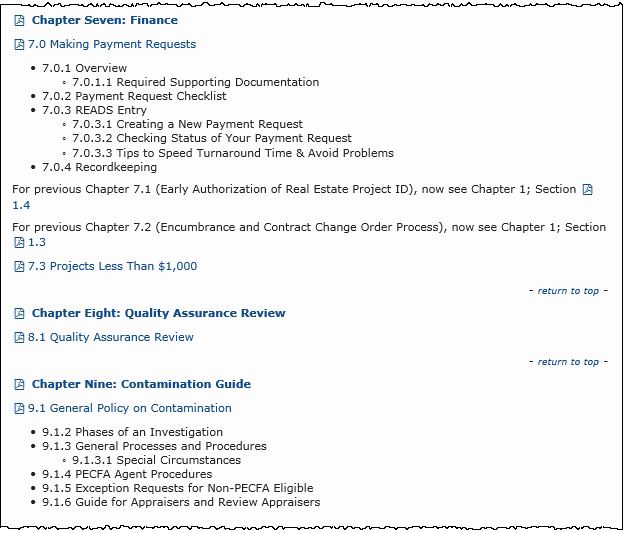 Chapter Seven: Finance
7.0 Making Payment Requests
• 7.0.1 Overview
◦ 7.0.1.1 Required Supporting Documentation
• 7.0.2 Payment Request Checklist
• 7.0.3 READS Entry
◦ 7.0.3.1 Creating a New Payment Request
◦ 7.0.3.2 Checking Status of Your Payment Request
◦ 7.0.3.3 Tips to Speed Turnaround Time & Avoid Problems
• 7.0.4 Recordkeeping
For previous Chapter 7.1 (Early Authorization of Real Estate Project ID), now see Chapter 1; Section
1.4
For previous Chapter 7.2 (Encumbrance and Contract Change Order Process), now see Chapter 1; Section
1.3
7.3 Projects Less Than $1,000
- return to top -
Chapter Eight: Quality Assurance Review
8.1 Quality Assurance Review
- return to top -
Chapter Nine: Contamination Guide
9.1 General Policy on Contamination
• 9.1.2 Phases of an Investigation
• 9.1.3 General Processes and Procedures
◦ 9.1.3.1 Special Circumstances
• 9.1.4 PECFA Agent Procedures
• 9.1.5 Exception Requests for Non-PECFA Eligible
• 9.1.6 Guide for Appraisers and Review Appraisers